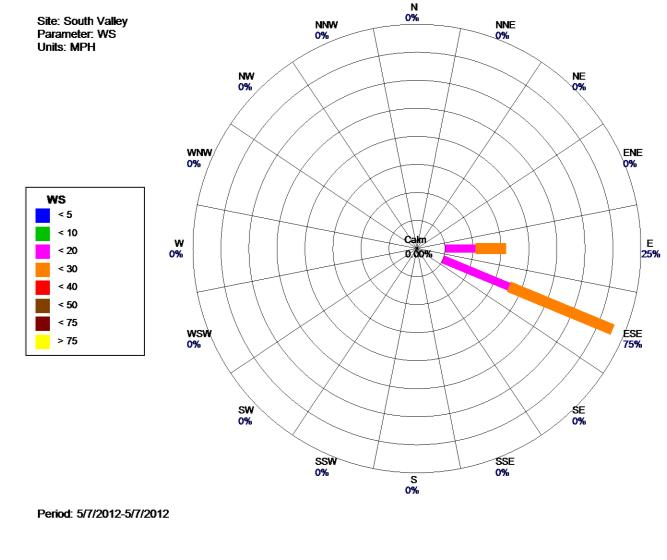 Site: South Valley
Parameter: WS
Units: MPH
N
0%
NNW
0%
NNE
0%
NW
0%
NE
0%
WNW
0%
ENE
0%
WS
< 5
< 10
< 20
< 30
< 40
< 50
< 75
> 75
W
0%
Calm
0.00%
E
25%
WSW
0%
ESE
75%
SW
0%
SE
0%
SSW
0%
SSE
0%
S
0%
Period: 5/7/2012-5/7/2012